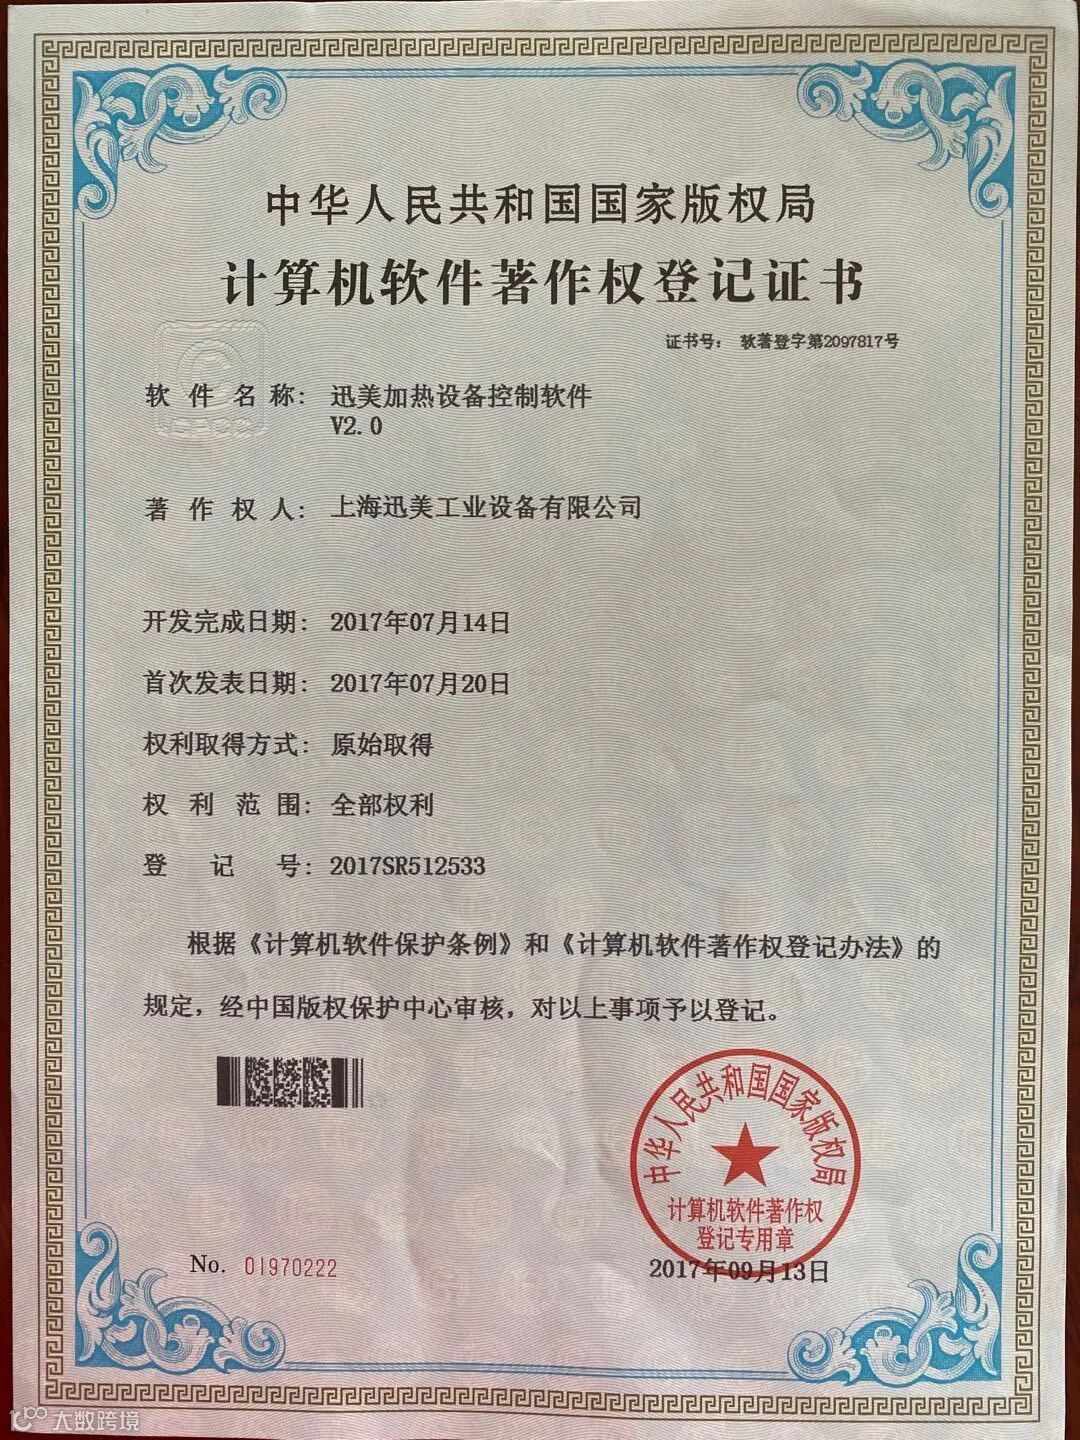 中华人民共和国国家版权局
计算机软件著作权登记证书
证书号： 软著登字第2097817号
软件名称： 迅美加热设备控制软件
V2.0
著作权人： 上海迅美工业设备有限公司
开发完成日期： 2017年07月14日
首次发表日期： 2017年07月20日
权利取得方式： 原始取得
权利范围： 全部权利
登记号： 2017SR512533
根据《计算机软件保护条例》和《计算机软件著作权登记办法》的
规定，经中国版权保护中心审核，对以上事项予以登记。
中华人民共和国国家版权局
计算机软件著作权
登记专用章
No. 01970222
2017年09月13日
大数跨境